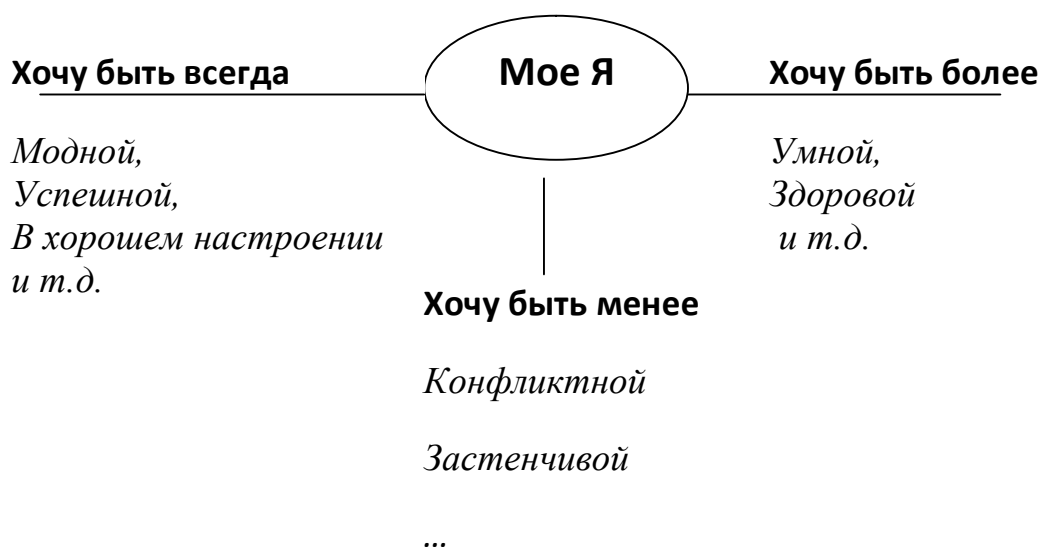 Мое Я
Хочу быть всегда
Модной,
Успешной,
В хорошем настроении
и т.д.
Хочу быть более
Умной,
Здоровой
и т.д.
Хочу быть менее
Конфликтной
Застенчивой
...